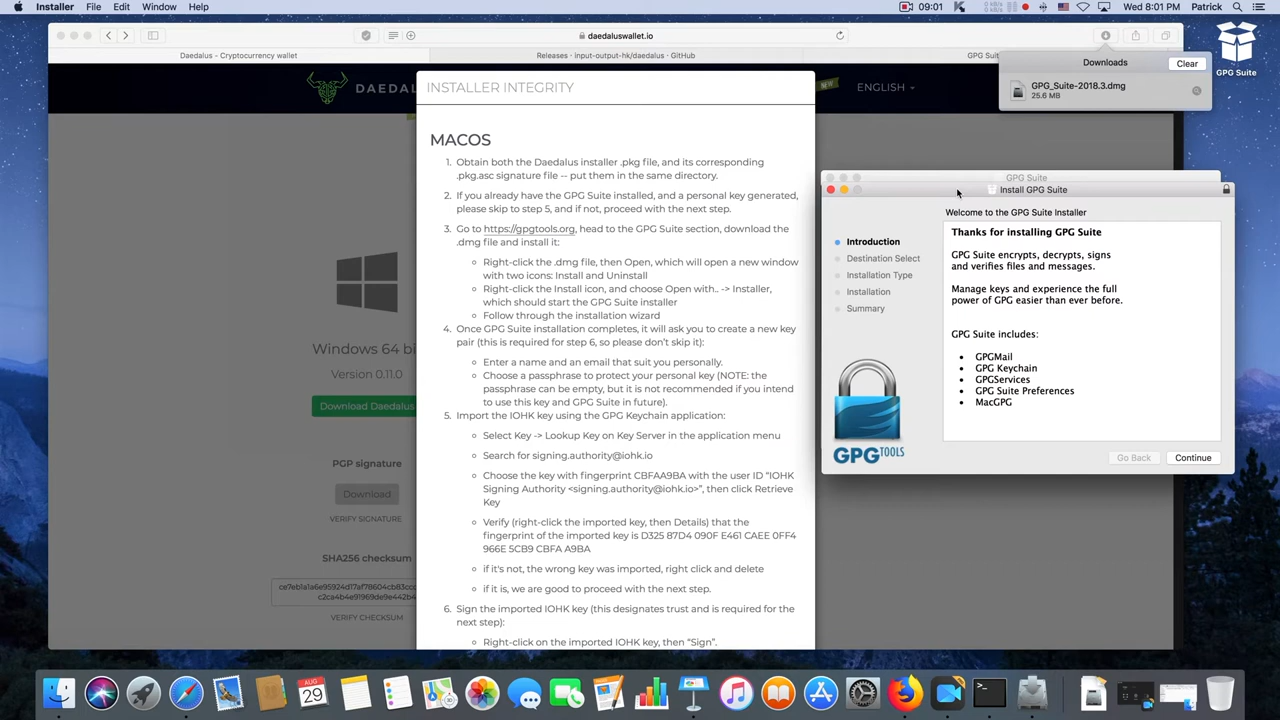 Installer File Edit Window Help
09:01
0 kB/s
0 kB/s
Wed 8:01 PM Patrick
daedaluswallet.io
Daedalus - Cryptocurrency wallet
Releases · input-output-hk/daedalus · GitHub
GPG Suite
Downloads
Clear
GPG_Suite-2018.3.dmg
25.6 MB
GPG Suite
DAEDAL
ENGLISH
NEW
INSTALLER INTEGRITY
MACOS
1. Obtain both the Daedalus installer .pkg file, and its corresponding
.pkg.asc signature file -- put them in the same directory.
2. If you already have the GPG Suite installed, and a personal key generated,
please skip to step 5, and if not, proceed with the next step.
3. Go to https://gpgtools.org, head to the GPG Suite section, download the
.dmg file and install it:
Right-click the .dmg file, then Open, which will open a new window
with two icons: Install and Uninstall
Right-click the Install icon, and choose Open with.. -> Installer,
which should start the GPG Suite installer
Follow through the installation wizard
4. Once GPG Suite installation completes, it will ask you to create a new key
pair (this is required for step 6, so please don't skip it):
Enter a name and an email that suit you personally.
Choose a passphrase to protect your personal key (NOTE: the
passphrase can be empty, but it is not recommended if you intend
to use this key and GPG Suite in future).
5. Import the IOHK key using the GPG Keychain application:
Select Key -> Lookup Key on Key Server in the application menu
Search for signing.authority@iohk.io
Choose the key with fingerprint CBFAA9BA with the user ID "IOHK
Signing Authority <signing.authority@iohk.io>", then click Retrieve
Key
Verify (right-click the imported key, then Details) that the
fingerprint of the imported key is D325 87D4 090F E461 CAEE 0FF4
966E 5CB9 CBFA A9BA
if it's not, the wrong key was imported, right click and delete
if it is, we are good to proceed with the next step.
6. Sign the imported IOHK key (this designates trust and is required for the
next step):
Right-click on the imported IOHK key, then "Sign".
Windows 64 bi
Version 0.11.0
Download Daedalus
PGP signature
Download
VERIFY SIGNATURE
SHA256 checksum
VERIFY CHECKSUM
GPG Suite
Install GPG Suite
Welcome to the GPG Suite Installer
Introduction
Destination Select
Installation Type
Installation
Summary
Thanks for installing GPG Suite
GPG Suite encrypts, decrypts, signs
and verifies files and messages.
Manage keys and experience the full
power of GPG easier than ever before.
GPG Suite includes:
• GPGMail
• GPG Keychain
• GPGServices
• GPG Suite Preferences
• MacGPG
GPGTOOLS
Go Back
Continue
AUG
29